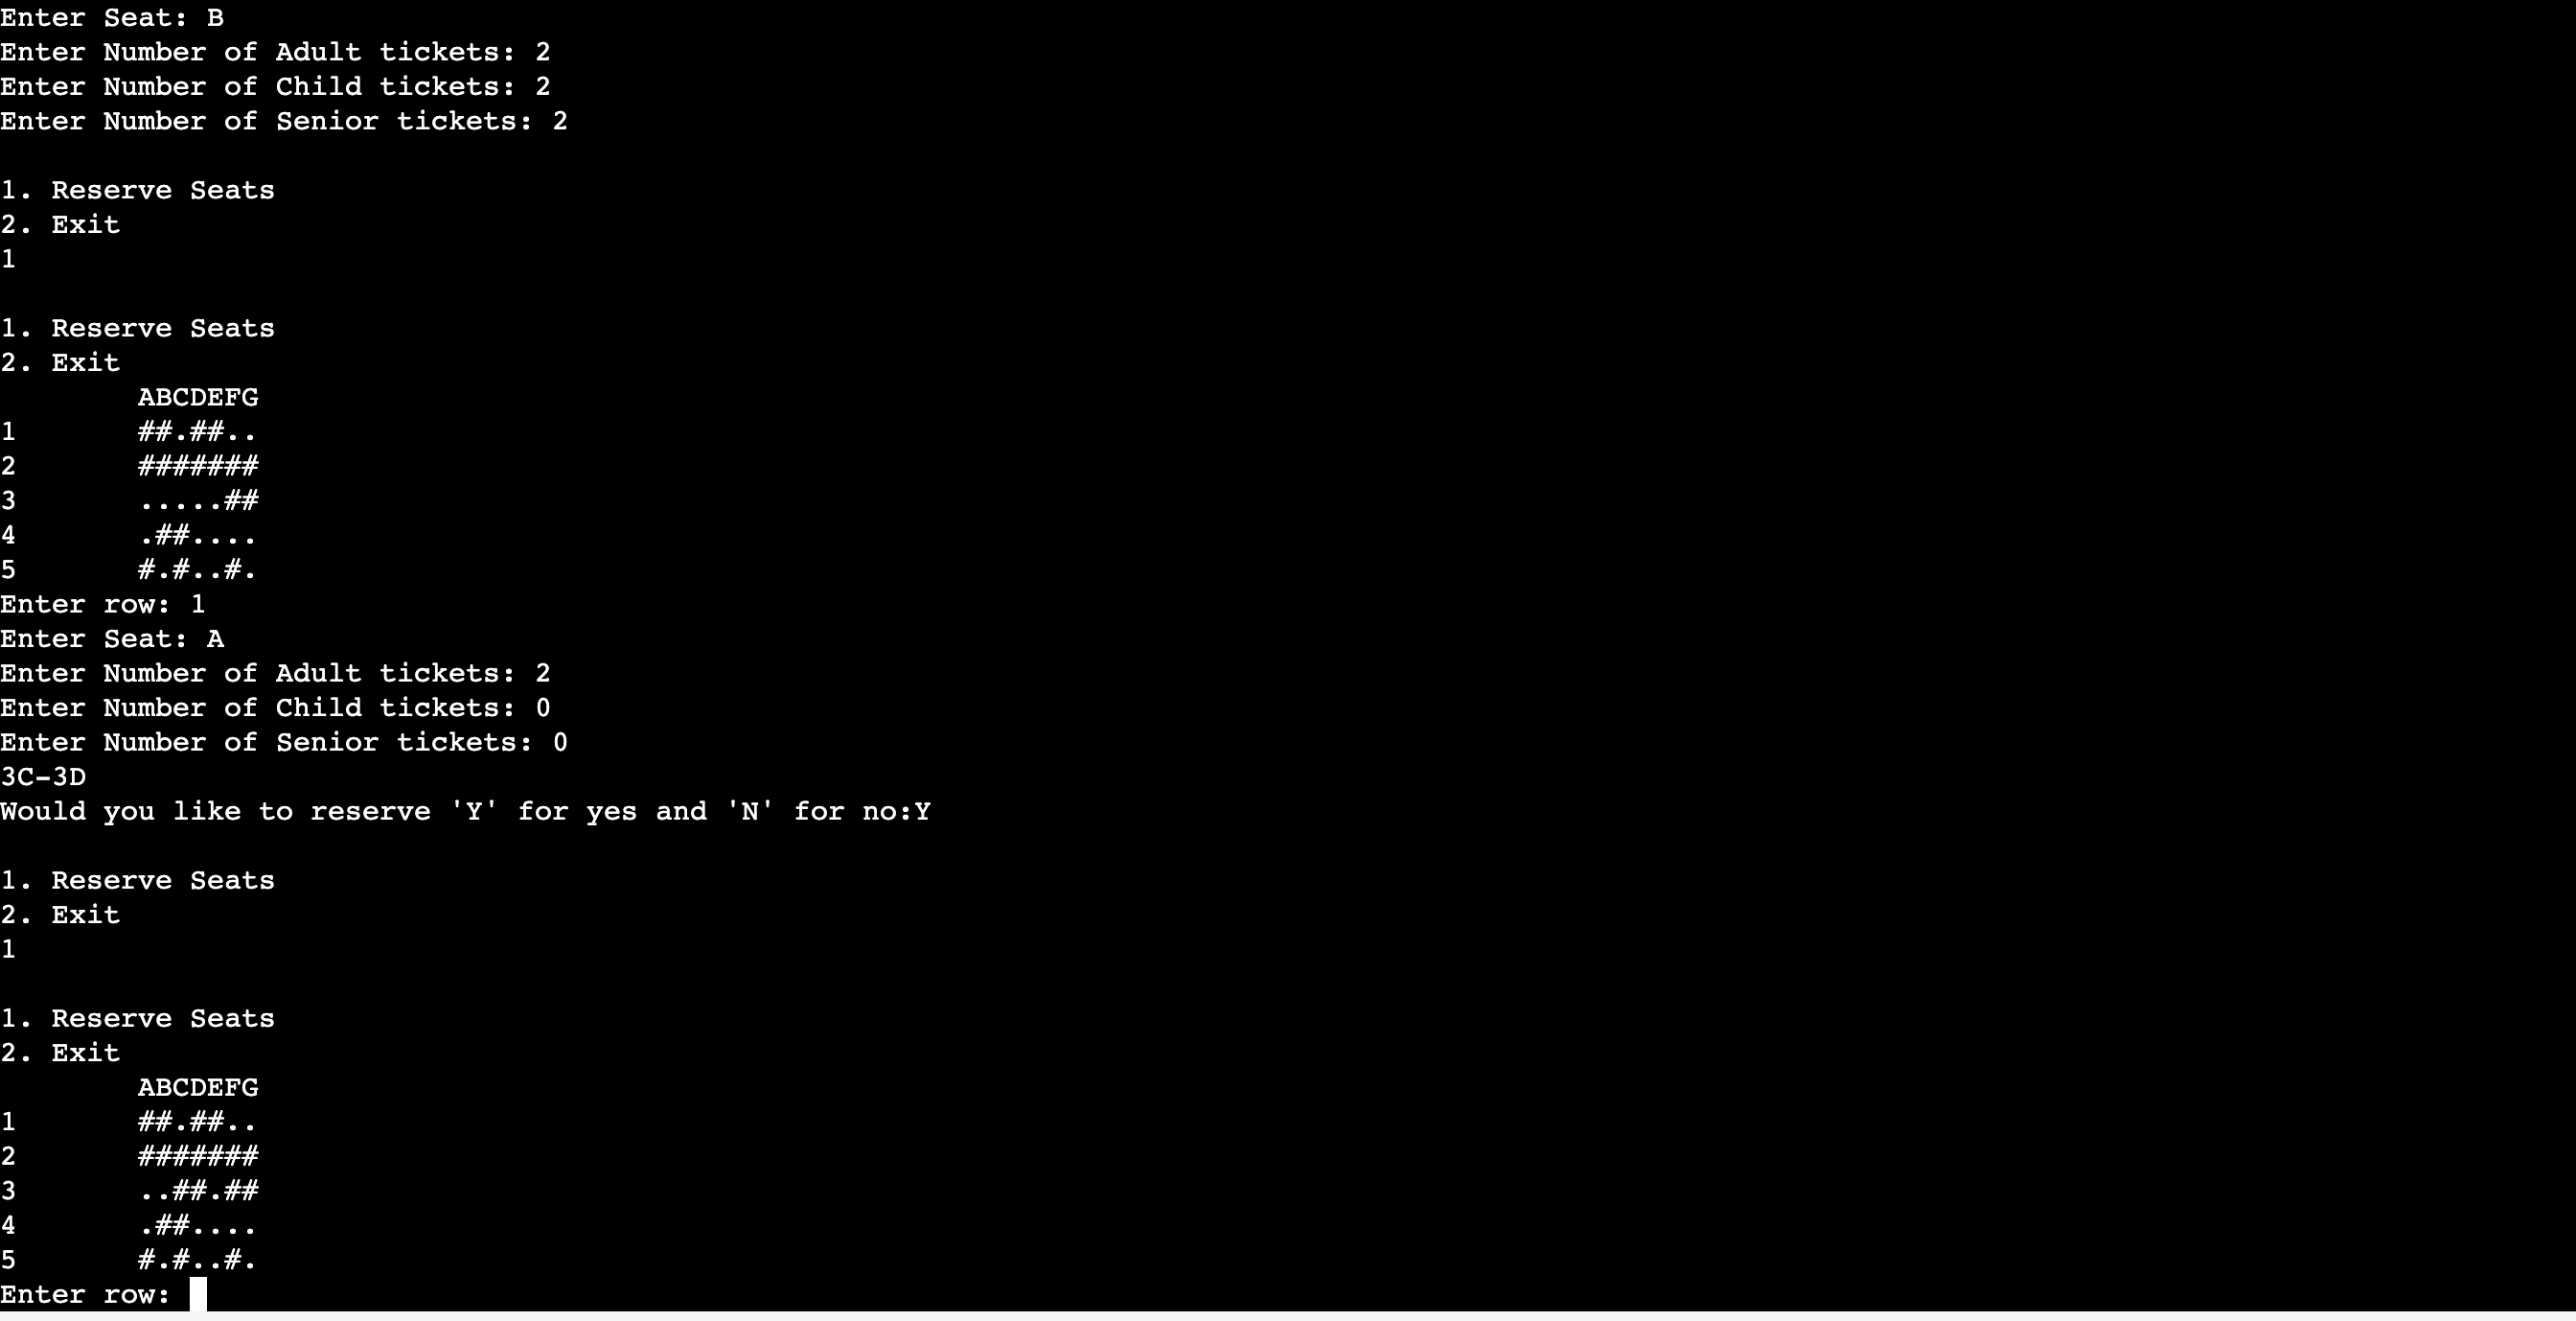 Enter Seat: B
Enter Number of Adult tickets: 2
Enter Number of Child tickets: 2
Enter Number of Senior tickets: 2

1. Reserve Seats
2. Exit
1

1. Reserve Seats
2. Exit
        ABCDEFG
1       ##.##..
2       #######
3       .....##
4       .##....
5       #.#..#.
Enter row: 1
Enter Seat: A
Enter Number of Adult tickets: 2
Enter Number of Child tickets: 0
Enter Number of Senior tickets: 0
3C-3D
Would you like to reserve 'Y' for yes and 'N' for no:Y

1. Reserve Seats
2. Exit
1

1. Reserve Seats
2. Exit
        ABCDEFG
1       ##.##..
2       #######
3       ..##.##
4       .##....
5       #.#..#.
Enter row: